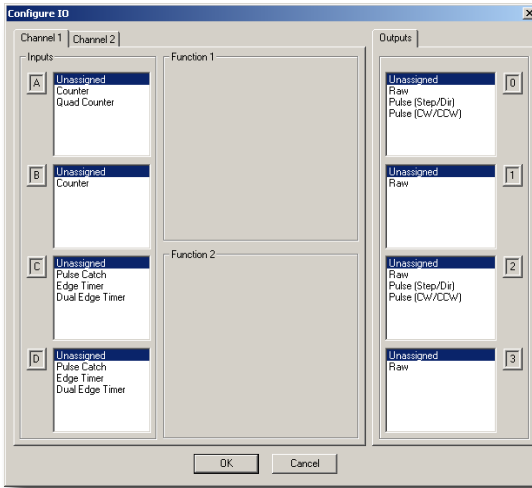 Configure IO
Channel 1
Channel 2
Outputs
Inputs
A
Unassigned
Counter
Quad Counter
B
Unassigned
Counter
C
Unassigned
Pulse Catch
Edge Timer
Dual Edge Timer
D
Unassigned
Pulse Catch
Edge Timer
Dual Edge Timer
Function 1
Function 2
Unassigned
Raw
Pulse (Step/Dir)
Pulse (CW/CCW)
0
Unassigned
Raw
1
Unassigned
Raw
Pulse (Step/Dir)
Pulse (CW/CCW)
2
Unassigned
Raw
3
OK
Cancel